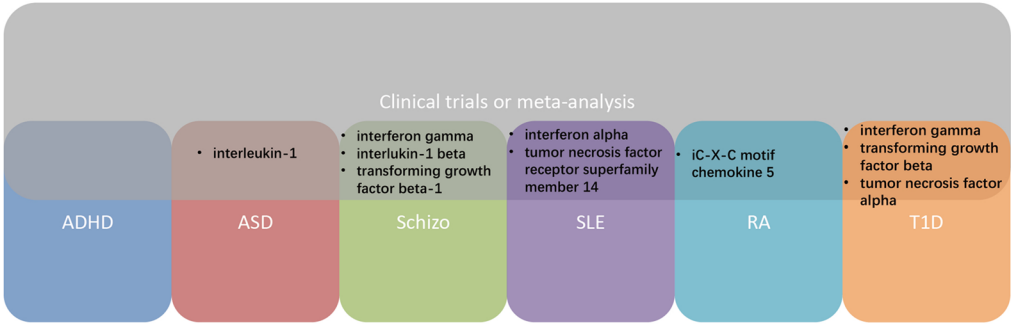 Clinical trials or meta-analysis
• interleukin-1
• interferon gamma
• interlukin-1 beta
• transforming growth
factor beta-1
• interferon alpha
• tumor necrosis factor
receptor superfamily
member 14
• iC-X-C motif
chemokine 5
• interferon gamma
• transforming growth
factor beta
• tumor necrosis factor
alpha
ADHD
ASD
Schizo
SLE
RA
T1D